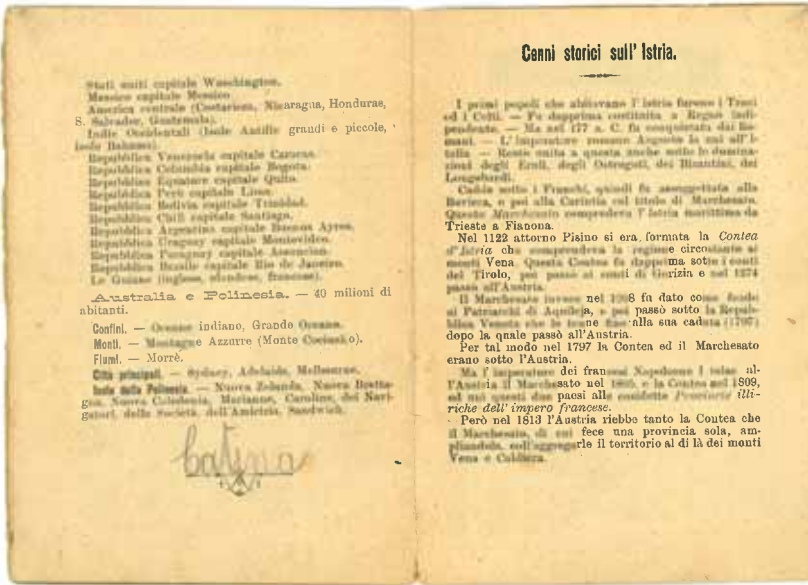 Stati uniti capitale Waschington.
Messico capitale Messico
America centrale (Costaricca, Nicaragua, Honduras,
S. Salvador, Guatemala).
Indie Occidentali (Isole Antille grandi e piccole,
isole Bahama).
Repubblica Venezuela capitale Caracas.
Repubblica Columbia capitale Bogota.
Repubblica Equatore capitale Quito.
Repubblica Perù capitale Lima.
Repubblica Bolivia capitale Trinidad.
Repubblica Chilì capitale Santiago.
Repubblica Argentina capitale Buenos Ayres.
Repubblica Uraguay capitale Montevideo.
Repubblica Paraguay capitale Assuncion.
Repubblica Brasile capitale Rio de Janeiro.
Le Guiane (inglese, olandese, francese).
Australia e Polinesia. — 40 milioni di
abitanti.
Confini. — Oceano indiano, Grande Oceano.
Monti. — Montagne Azzurre (Monte
Fiumi. — Morrè.
Città principali. — Sydney, Adelaide, Melbourne.
Isole della Polinesia. — Nuova Zelanda, Nuova Bretta-
gna, Nuova Caledonia, Marianne, Caroline, dei Navi-
gatori, della Società, dell'Amicizia, Sandwich.
Catina
Cenni storici sull' Istria.
I primi popoli che abitavano l' Istria furono i Traci
ed i Celti. — Fu dapprima costituita a Regno indi-
pendente. — Ma nel 177 a. C. fu conquistata dai Ro-
mani. — L' imperatore romano Augusto la unì all' I-
talia — Restò unita a questa anche sotto le domina-
zioni degli Eruli, degli Ostrogoti, dei Bizantini, dei
Longobardi.
Cadde sotto i Franchi, quindi fu assoggettata alla
Baviera, e poi alla Carintia col titolo di Marchesato.
Questo Marchesato comprendeva l' Istria marittima da
Trieste a Fianona.
Nel 1122 attorno Pisino si era formata la Contea
d'Istria che comprendeva la regione circostante ai
monti Vena. Questa Contea fu dapprima sotto i conti
del Tirolo, poi passò ai conti di Gorizia e nel 1374
passò all'Austria.
Il Marchesato invece nel 1208 fu dato come feudo
ai Patriarchi di Aquileja, e poi passò sotto la Repub-
blica Veneta che lo tenne fino alla sua caduta (1797)
dopo la quale passò all'Austria.
Per tal modo nel 1797 la Contea ed il Marchesato
erano sotto l'Austria.
Ma l' imperatore dei francesi Napoleone I tolse al-
l'Austria il Marchesato nel 1805, e la Contea nel 1809,
ed unì questi due paesi alle cosidette Provincie illi-
riche dell' impero francese.
Però nel 1813 l'Austria riebbe tanto la Contea che
il Marchesato, di cui fece una provincia sola, am-
pliandola coll'aggregarle il territorio al di là dei monti
Vena e Caldiera.